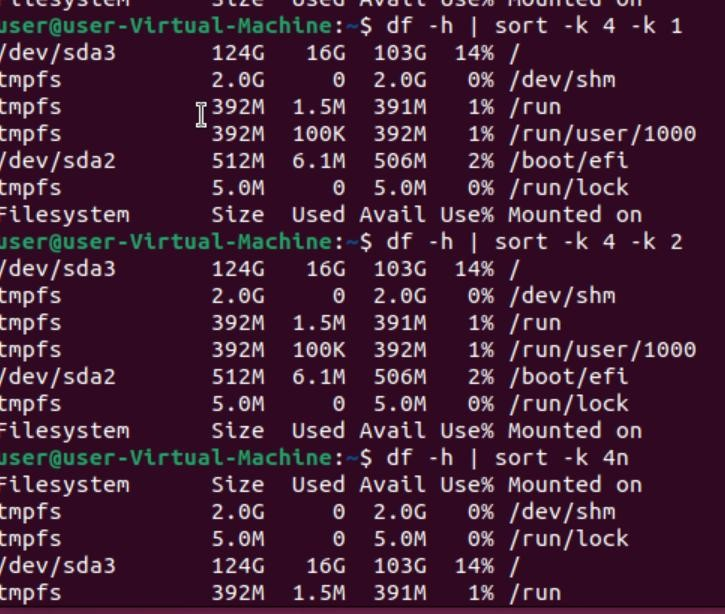 Filesystem Size Used Avail Use% Mounted on
user@user-Virtual-Machine:~$ df -h | sort -k 4 -k 1
/dev/sda3 124G 16G 103G 14% /
tmpfs 2.0G 0 2.0G 0% /dev/shm
tmpfs 392M 1.5M 391M 1% /run
tmpfs 392M 100K 392M 1% /run/user/1000
/dev/sda2 512M 6.1M 506M 2% /boot/efi
tmpfs 5.0M 0 5.0M 0% /run/lock
Filesystem Size Used Avail Use% Mounted on
user@user-Virtual-Machine:~$ df -h | sort -k 4 -k 2
/dev/sda3 124G 16G 103G 14% /
tmpfs 2.0G 0 2.0G 0% /dev/shm
tmpfs 392M 1.5M 391M 1% /run
tmpfs 392M 100K 392M 1% /run/user/1000
/dev/sda2 512M 6.1M 506M 2% /boot/efi
tmpfs 5.0M 0 5.0M 0% /run/lock
Filesystem Size Used Avail Use% Mounted on
user@user-Virtual-Machine:~$ df -h | sort -k 4n
Filesystem Size Used Avail Use% Mounted on
tmpfs 2.0G 0 2.0G 0% /dev/shm
tmpfs 5.0M 0 5.0M 0% /run/lock
/dev/sda3 124G 16G 103G 14% /
tmpfs 392M 1.5M 391M 1% /run